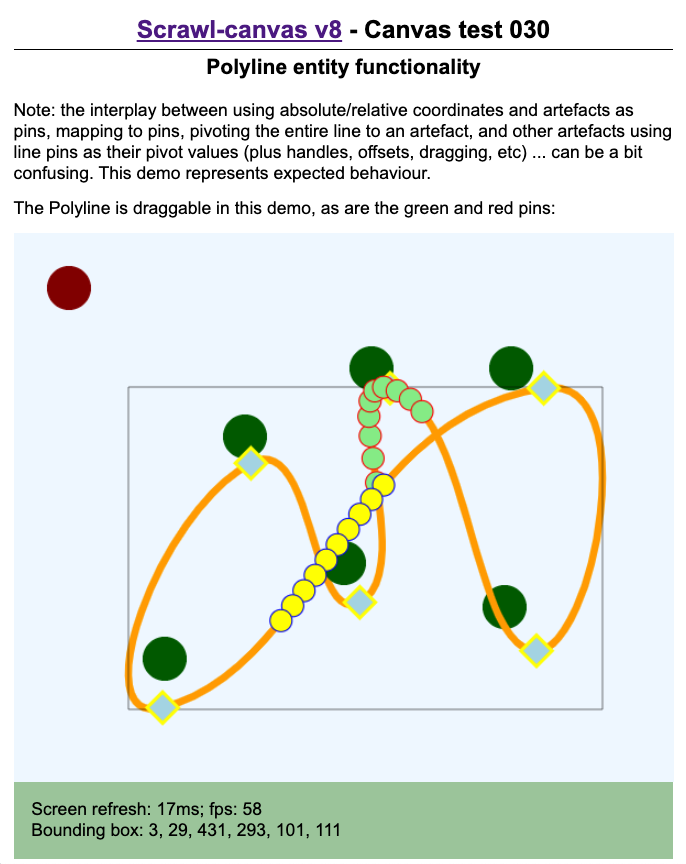 Scrawl-canvas v8 - Canvas test 030
Polyline entity functionality
Note: the interplay between using absolute/relative coordinates and artefacts as
pins, mapping to pins, pivoting the entire line to an artefact, and other artefacts using
line pins as their pivot values (plus handles, offsets, dragging, etc) ... can be a bit
confusing. This demo represents expected behaviour.
The Polyline is draggable in this demo, as are the green and red pins:
Screen refresh: 17ms; fps: 58
Bounding box: 3, 29, 431, 293, 101, 111